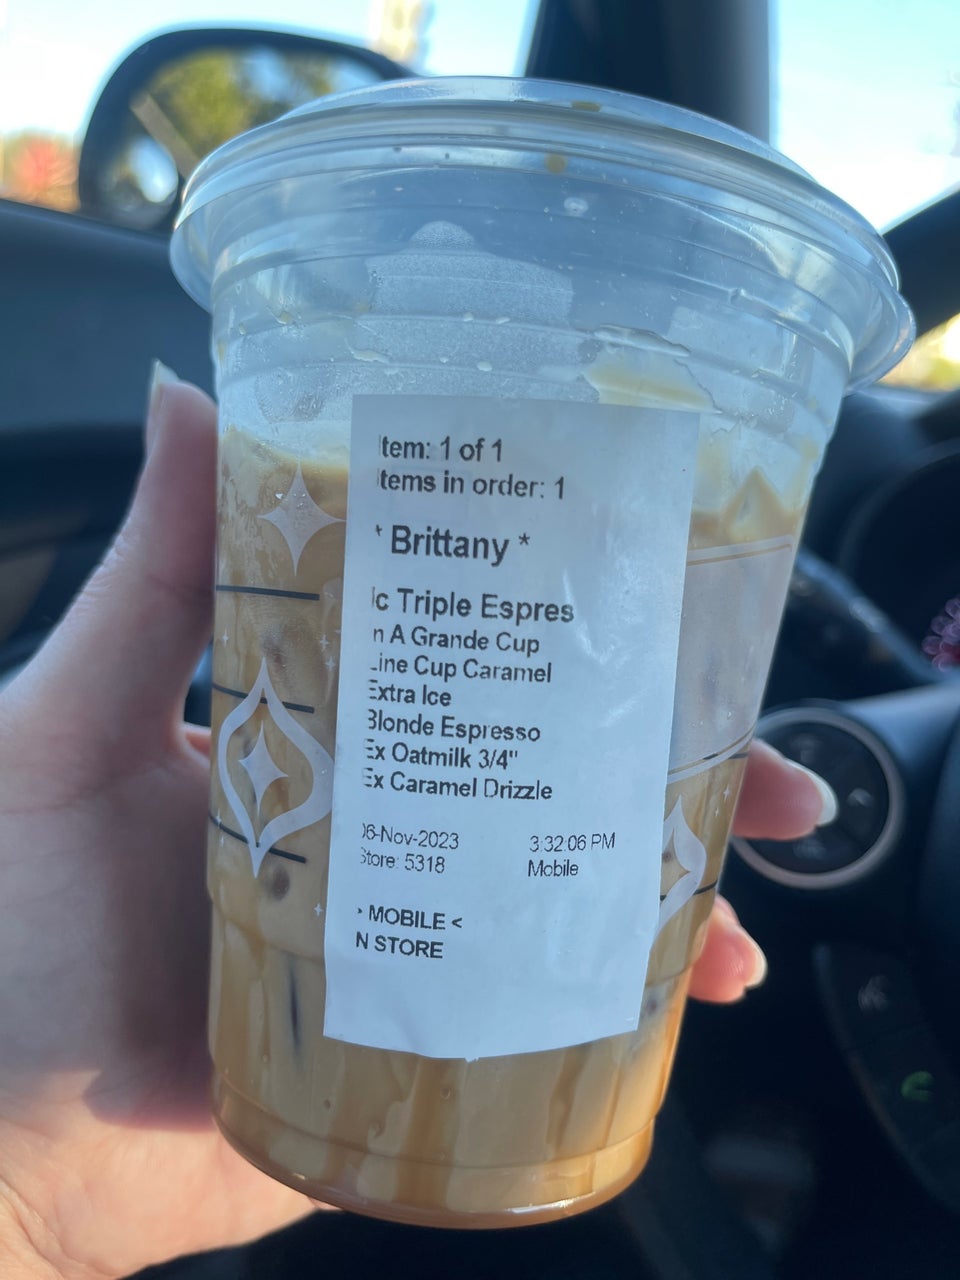 Item: 1 of 1
Items in order: 1
* Brittany *
Ic Triple Espres
n A Grande Cup
Line Cup Caramel
Extra Ice
Blonde Espresso
Ex Oatmilk 3/4"
Ex Caramel Drizzle
06-Nov-2023 3:32:06 PM
Store: 5318 Mobile
> MOBILE <
N STORE